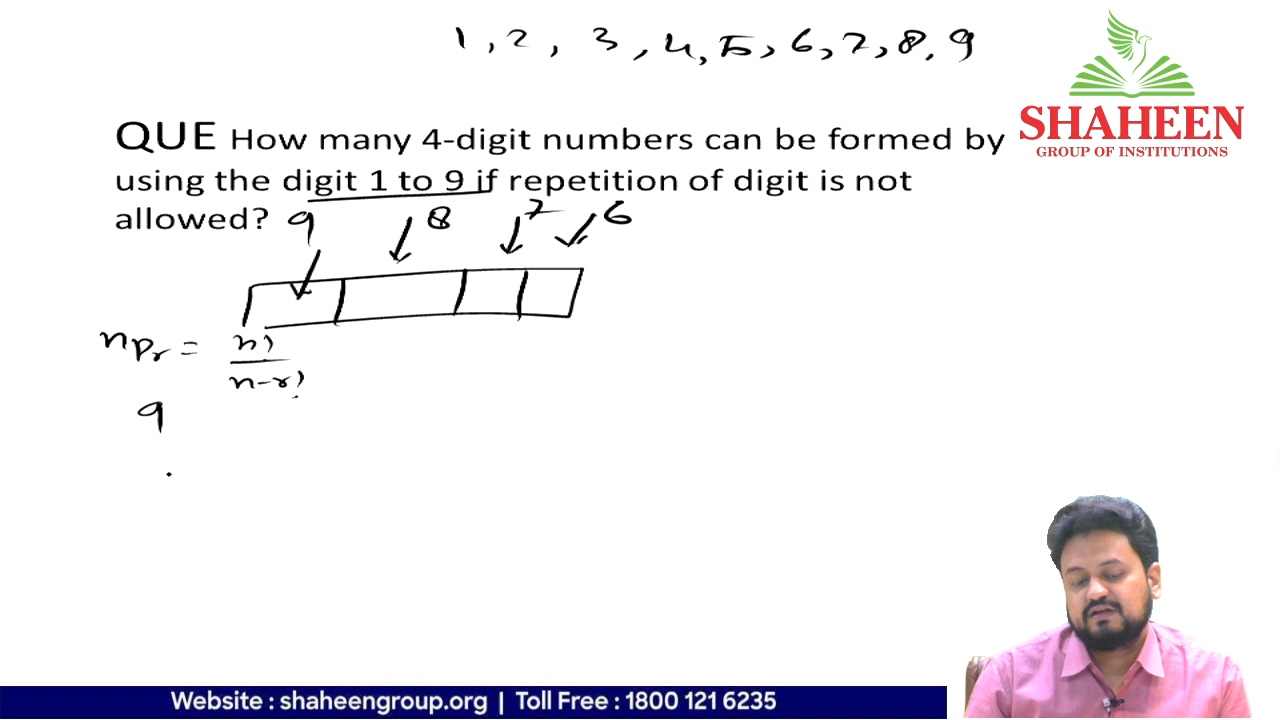 1, 2, 3, 4, 5, 6, 7, 8, 9
SHAHEEN
GROUP OF INSTITUTIONS
QUE How many 4-digit numbers can be formed by
using the digit 1 to 9 if repetition of digit is not
allowed? 9 8 7 6
nPr = n!
n-r!
9
Website : shaheengroup.org | Toll Free : 1800 121 6235